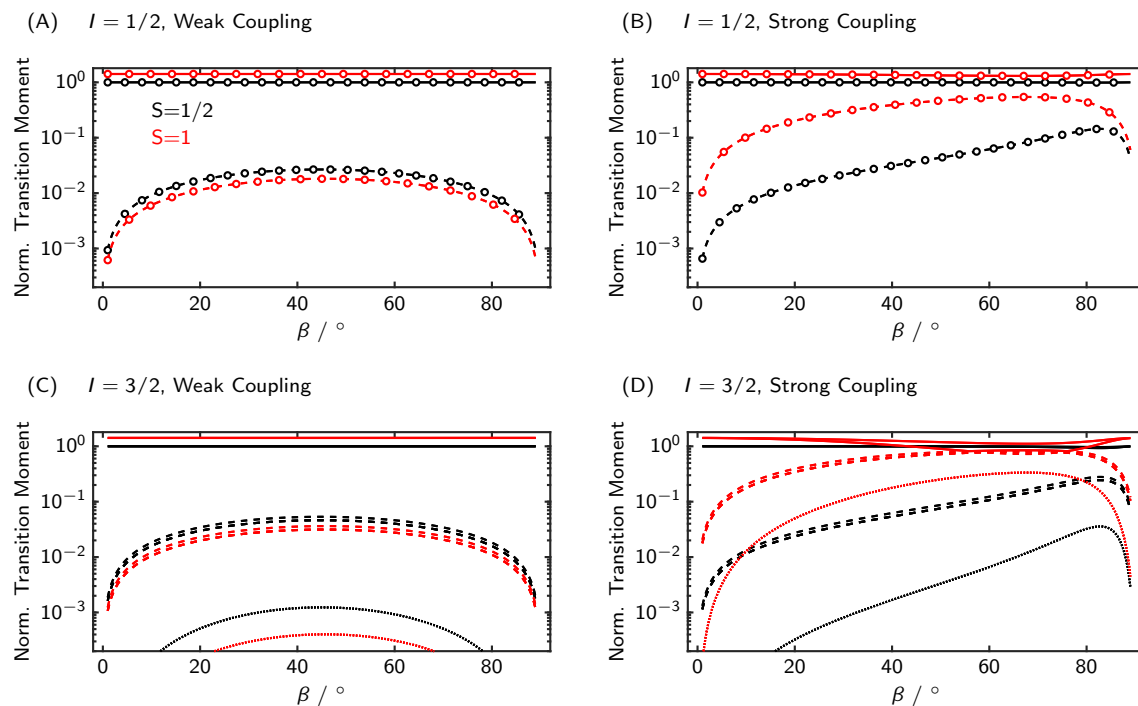 (A) I = 1/2, Weak Coupling
Norm. Transition Moment
10^0
10^-1
10^-2
10^-3
S=1/2
S=1
0 20 40 60 80
β / °
(B) I = 1/2, Strong Coupling
Norm. Transition Moment
10^0
10^-1
10^-2
10^-3
0 20 40 60 80
β / °
(C) I = 3/2, Weak Coupling
Norm. Transition Moment
10^0
10^-1
10^-2
10^-3
0 20 40 60 80
β / °
(D) I = 3/2, Strong Coupling
Norm. Transition Moment
10^0
10^-1
10^-2
10^-3
0 20 40 60 80
β / °